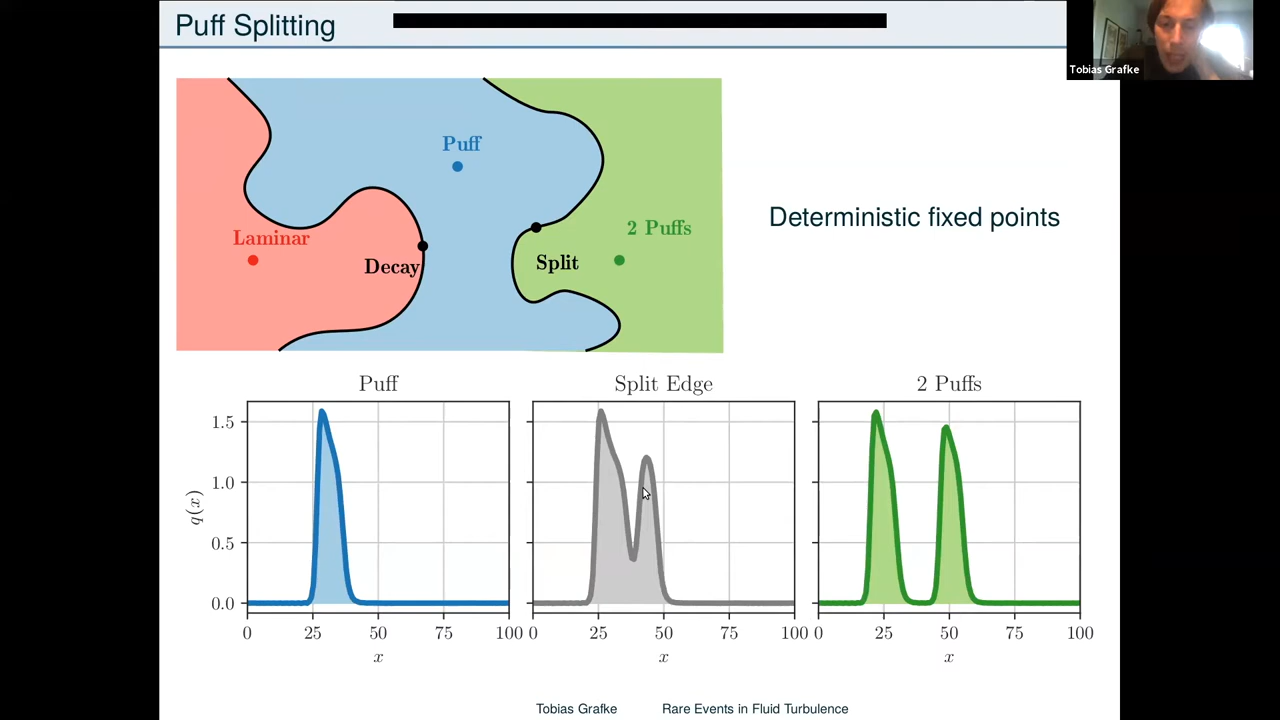 Puff Splitting
Tobias Grafke
Puff
2 Puffs
Deterministic fixed points
Laminar
Decay
Split
Puff
Split Edge
2 Puffs
q(x)
1.5
1.0
0.5
0.0
0 25 50 75 100
0 25 50 75 100
0 25 50 75 100
x
x
x
Tobias Grafke Rare Events in Fluid Turbulence